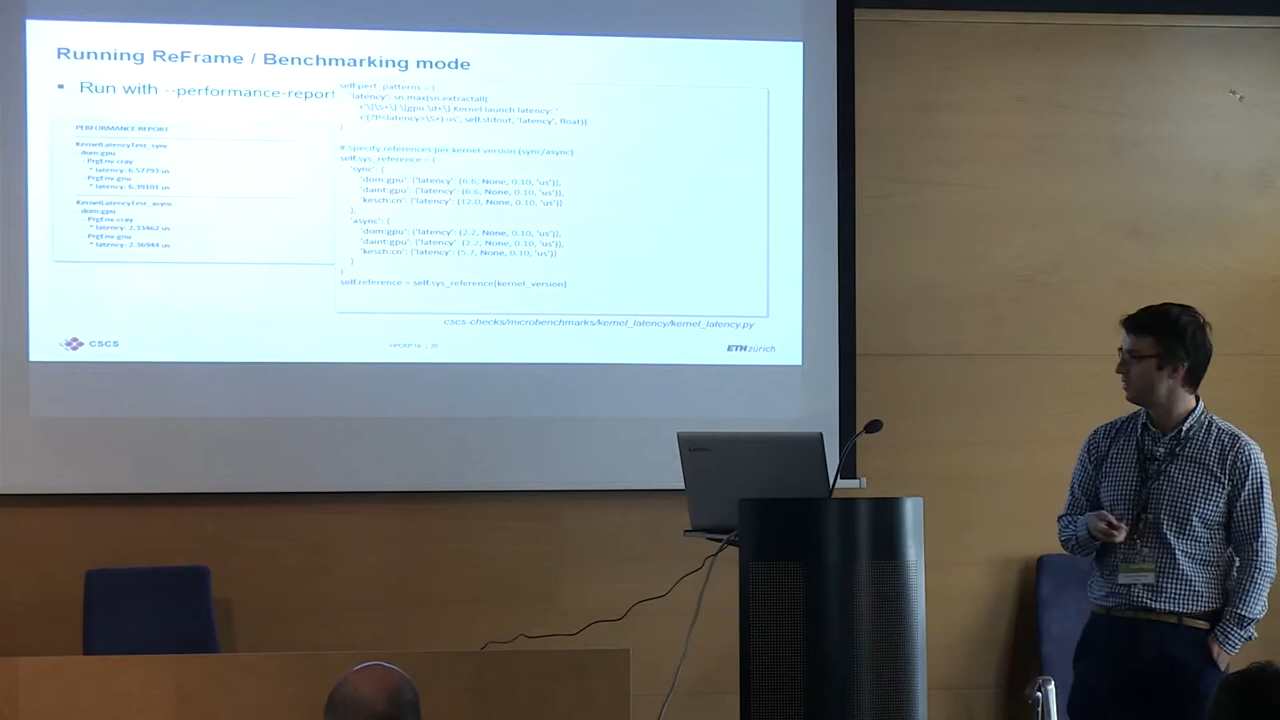 Running ReFrame / Benchmarking mode
▪ Run with --performance-report
PERFORMANCE REPORT
KernelLatencyTest_sync
- dom:gpu
- PrgEnv-cray
* latency: 6.57793 us
- PrgEnv-gnu
* latency: 6.39101 us
KernelLatencyTest_async
- dom:gpu
- PrgEnv-cray
* latency: 2.33462 us
- PrgEnv-gnu
* latency: 2.36944 us
self.perf_patterns = {
'latency': sn.max(sn.extractall(
r'\[\S+\] \[gpu \d+\] Kernel launch latency: '
r'(?P<latency>\S+) us', self.stdout, 'latency', float))
}
# Specify references per kernel version (sync/async)
self.sys_reference = {
'sync': {
'dom:gpu': {'latency': (6.6, None, 0.10, 'us')},
'daint:gpu': {'latency': (6.6, None, 0.10, 'us')},
'kesch:cn': {'latency': (12.0, None, 0.10, 'us')}
},
'async': {
'dom:gpu': {'latency': (2.2, None, 0.10, 'us')},
'daint:gpu': {'latency': (2.2, None, 0.10, 'us')},
'kesch:cn': {'latency': (5.7, None, 0.10, 'us')}
}
}
self.reference = self.sys_reference[kernel_version]
cscs-checks/microbenchmarks/kernel_latency/kernel_latency.py
CSCS
ETH zürich